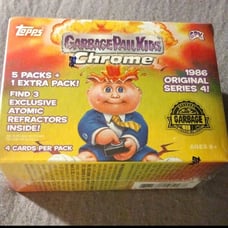 Topps
GARBAGE PAIL KIDS
Chrome
5 PACKS +
1 EXTRA PACK!
FIND 3
EXCLUSIVE
ATOMIC
REFRACTORS
INSIDE!
4 CARDS PER PACK
1986
ORIGINAL
SERIES 4!
GARBAGE
AGES 9+